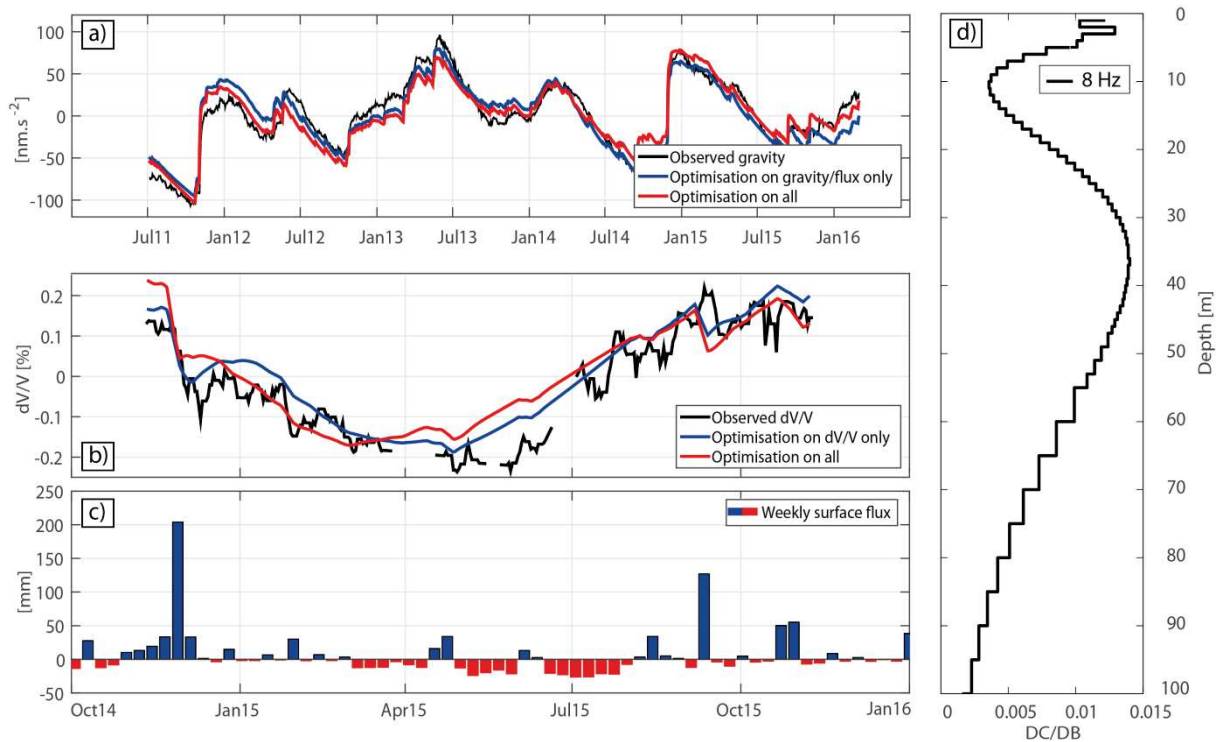 a)
[nm.s⁻²]
100
50
0
-50
-100
Observed gravity
Optimisation on gravity/flux only
Optimisation on all
Jul11 Jan12 Jul12 Jan13 Jul13 Jan14 Jul14 Jan15 Jul15 Jan16
b)
dV/V [%]
0.2
0.1
0
-0.1
-0.2
Observed dV/V
Optimisation on dV/V only
Optimisation on all
c)
[mm]
250
200
150
100
50
0
-50
Weekly surface flux
Oct14 Jan15 Apr15 Jul15 Oct15 Jan16
d)
8 Hz
0
10
20
30
40
50
60
70
80
90
100
Depth [m]
0 0.005 0.01 0.015
DC/DB